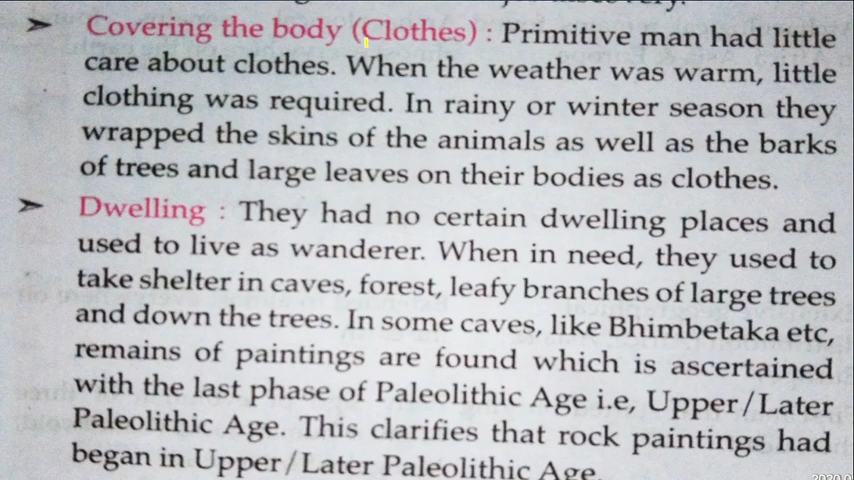 ➤ Covering the body (Clothes) : Primitive man had little
care about clothes. When the weather was warm, little
clothing was required. In rainy or winter season they
wrapped the skins of the animals as well as the barks
of trees and large leaves on their bodies as clothes.
➤ Dwelling : They had no certain dwelling places and
used to live as wanderer. When in need, they used to
take shelter in caves, forest, leafy branches of large trees
and down the trees. In some caves, like Bhimbetaka etc,
remains of paintings are found which is ascertained
with the last phase of Paleolithic Age i.e, Upper/Later
Paleolithic Age. This clarifies that rock paintings had
began in Upper/Later Paleolithic Age.